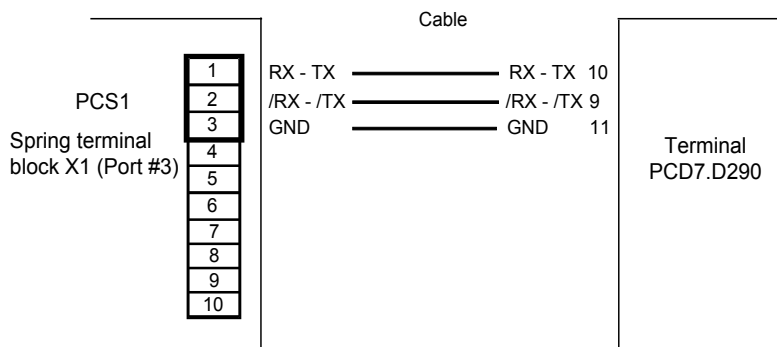 Cable
PCS1
Spring terminal
block X1 (Port #3)
1
2
3
4
5
6
7
8
9
10
RX - TX RX - TX 10
/RX - /TX /RX - /TX 9
GND GND 11
Terminal
PCD7.D290